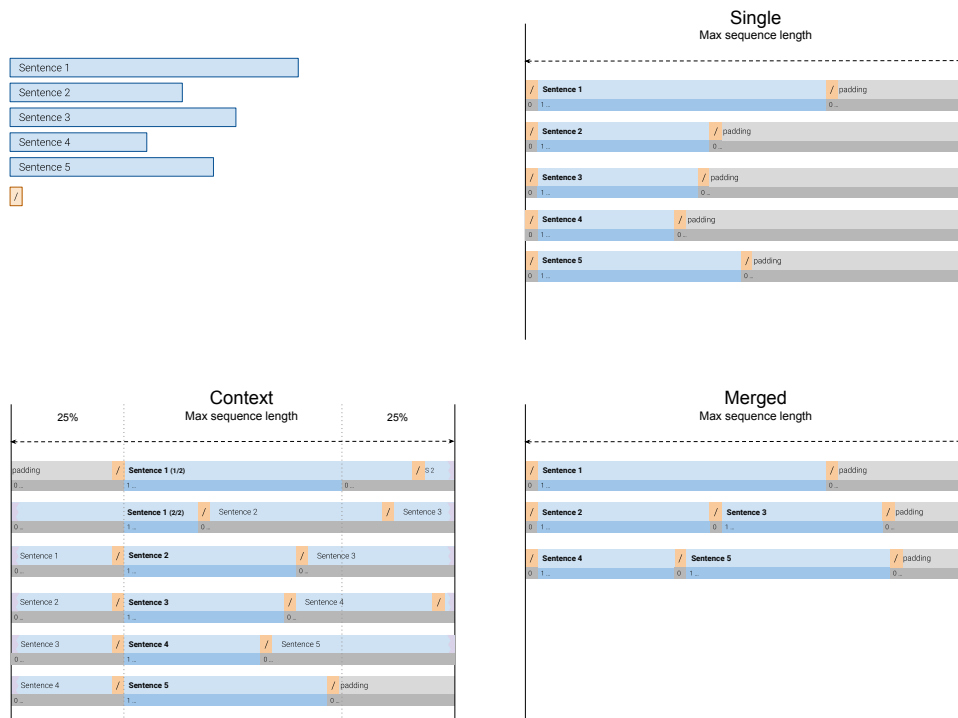 Sentence 1
Sentence 2
Sentence 3
Sentence 4
Sentence 5
/
Single
Max sequence length
/ Sentence 1 / padding
0 1 ... 0 ...
/ Sentence 2 / padding
0 1 ... 0 ...
/ Sentence 3 / padding
0 1 ... 0 ...
/ Sentence 4 / padding
0 1 ... 0 ...
/ Sentence 5 / padding
0 1 ... 0 ...
Context
25% Max sequence length 25%
padding / Sentence 1 (1/2) / S 2
0 ... 1 ... 0 ...
Sentence 1 (2/2) / Sentence 2 / Sentence 3
0 ... 1 ... 0 ...
Sentence 1 / Sentence 2 / Sentence 3
0 ... 1 ... 0 ...
Sentence 2 / Sentence 3 / Sentence 4 /
0 ... 1 ... 0 ...
Sentence 3 / Sentence 4 / Sentence 5
0 ... 1 ... 0 ...
Sentence 4 / Sentence 5 / padding
0 ... 1 ... 0 ...
Merged
Max sequence length
/ Sentence 1 / padding
0 1 ... 0 ...
/ Sentence 2 / Sentence 3 / padding
0 1 ... 0 1 ... 0 ...
/ Sentence 4 / Sentence 5 / padding
0 1 ... 0 1 ... 0 ...